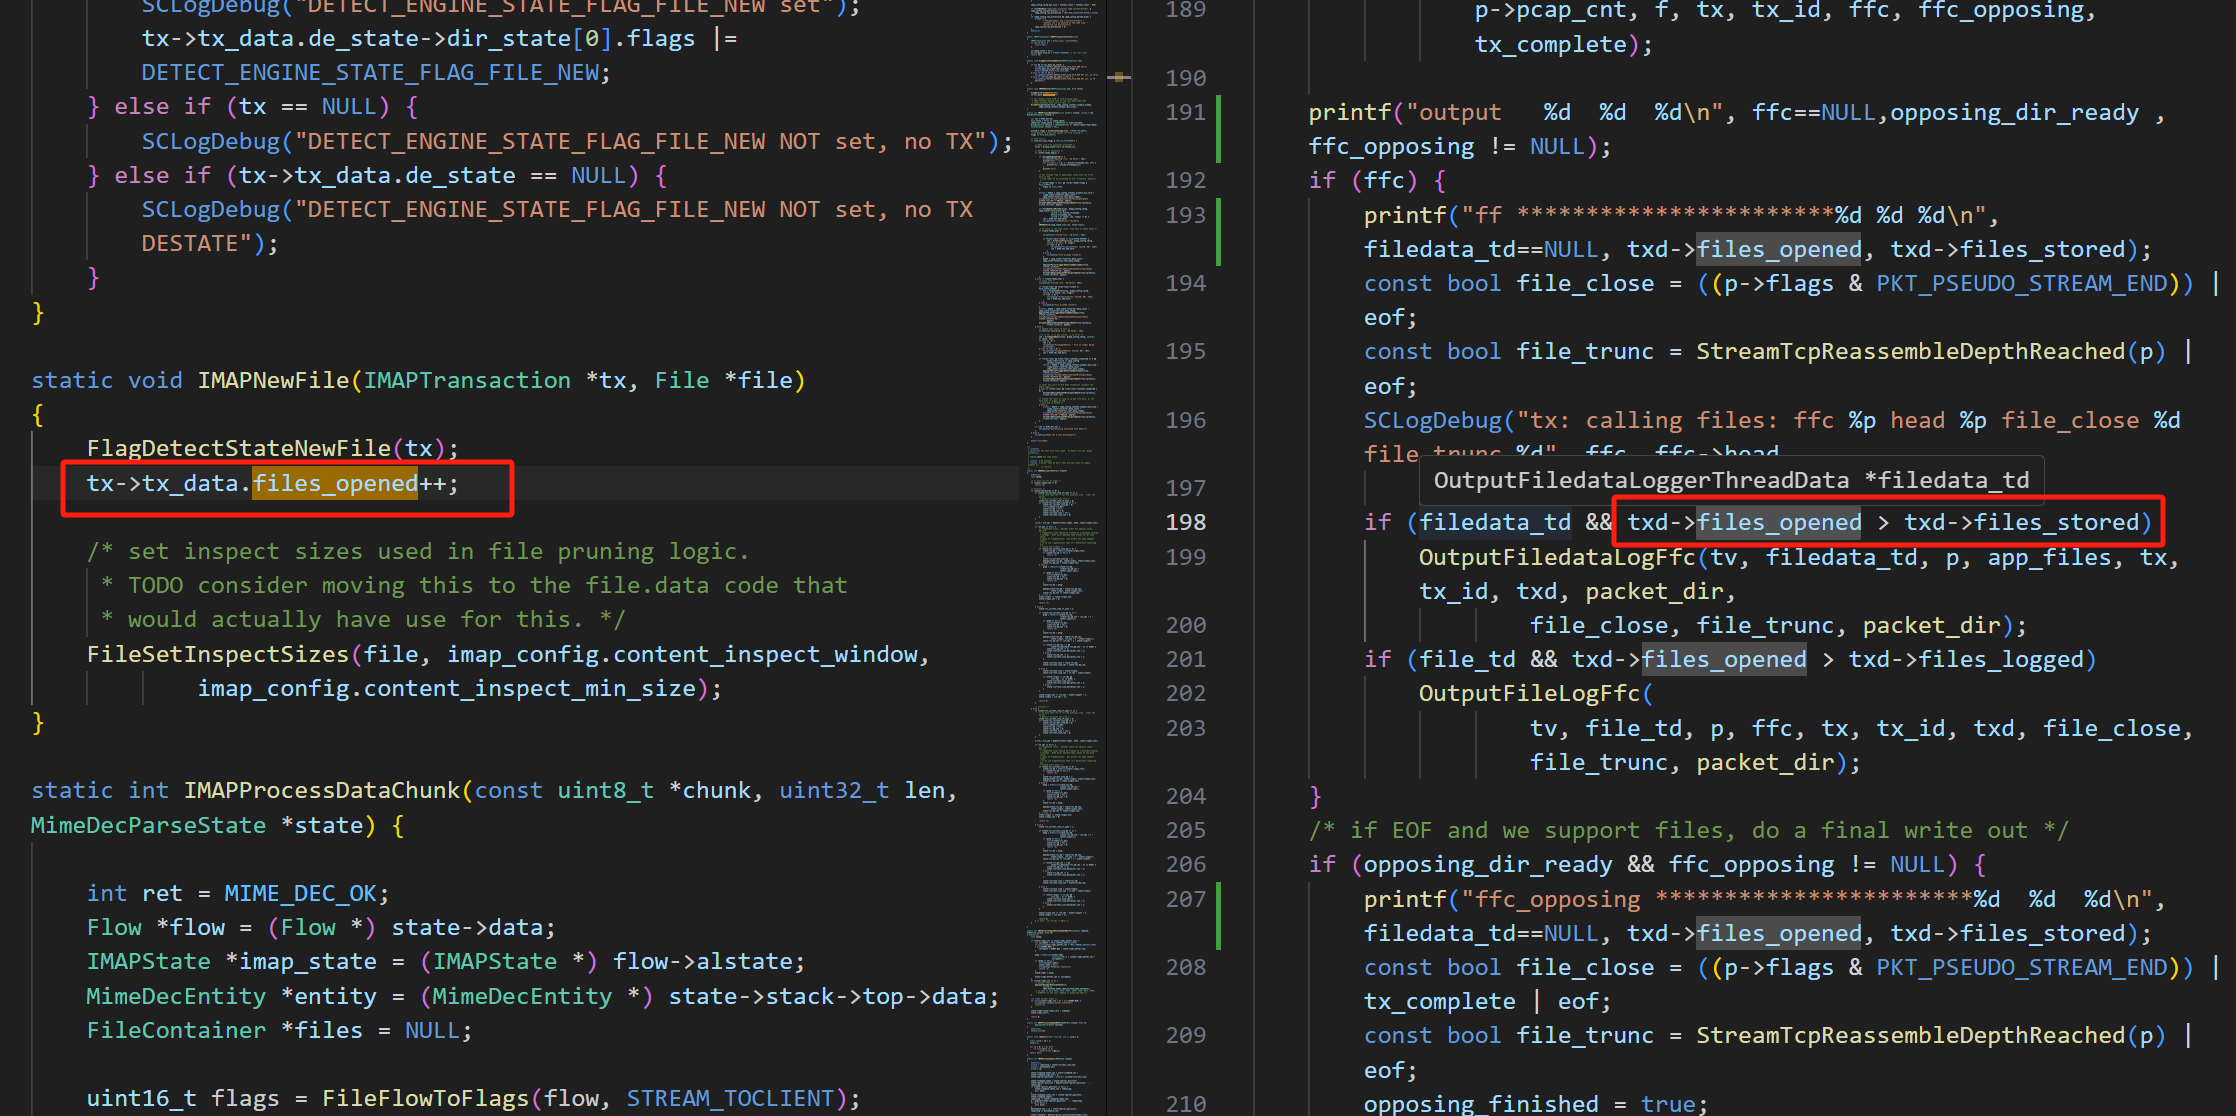 SCLogDebug("DETECT_ENGINE_STATE_FLAG_FILE_NEW set");
tx->tx_data.de_state->dir_state[0].flags |=
DETECT_ENGINE_STATE_FLAG_FILE_NEW;
} else if (tx == NULL) {
SCLogDebug("DETECT_ENGINE_STATE_FLAG_FILE_NEW NOT set, no TX");
} else if (tx->tx_data.de_state == NULL) {
SCLogDebug("DETECT_ENGINE_STATE_FLAG_FILE_NEW NOT set, no TX
DESTATE");
}
}
static void IMAPNewFile(IMAPTransaction *tx, File *file)
{
FlagDetectStateNewFile(tx);
tx->tx_data.files_opened++;
/* set inspect sizes used in file pruning logic.
* TODO consider moving this to the file.data code that
* would actually have use for this. */
FileSetInspectSizes(file, imap_config.content_inspect_window,
imap_config.content_inspect_min_size);
}
static int IMAPProcessDataChunk(const uint8_t *chunk, uint32_t len,
MimeDecParseState *state) {
int ret = MIME_DEC_OK;
Flow *flow = (Flow *) state->data;
IMAPState *imap_state = (IMAPState *) flow->alstate;
MimeDecEntity *entity = (MimeDecEntity *) state->stack->top->data;
FileContainer *files = NULL;
uint16_t flags = FileFlowToFlags(flow, STREAM_TOCLIENT);
189 p->pcap_cnt, f, tx, tx_id, ffc, ffc_opposing,
tx_complete);
190
191 printf("output   %d  %d  %d\n", ffc==NULL,opposing_dir_ready ,
ffc_opposing != NULL);
192 if (ffc) {
193 printf("ff ***********************%d %d %d\n",
filedata_td==NULL, txd->files_opened, txd->files_stored);
194 const bool file_close = ((p->flags & PKT_PSEUDO_STREAM_END)) |
eof;
195 const bool file_trunc = StreamTcpReassembleDepthReached(p) |
eof;
196 SCLogDebug("tx: calling files: ffc %p head %p file_close %d
file_trunc %d", ffc, ffc->head,
197 OutputFiledataLoggerThreadData *filedata_td
198 if (filedata_td && txd->files_opened > txd->files_stored)
199 OutputFiledataLogFfc(tv, filedata_td, p, app_files, tx,
tx_id, txd, packet_dir,
200 file_close, file_trunc, packet_dir);
201 if (file_td && txd->files_opened > txd->files_logged)
202 OutputFileLogFfc(
203 tv, file_td, p, ffc, tx, tx_id, txd, file_close,
file_trunc, packet_dir);
204 }
205 /* if EOF and we support files, do a final write out */
206 if (opposing_dir_ready && ffc_opposing != NULL) {
207 printf("ffc_opposing ***********************%d  %d  %d\n",
filedata_td==NULL, txd->files_opened, txd->files_stored);
208 const bool file_close = ((p->flags & PKT_PSEUDO_STREAM_END)) |
tx_complete | eof;
209 const bool file_trunc = StreamTcpReassembleDepthReached(p) |
eof;
210 opposing_finished = true;